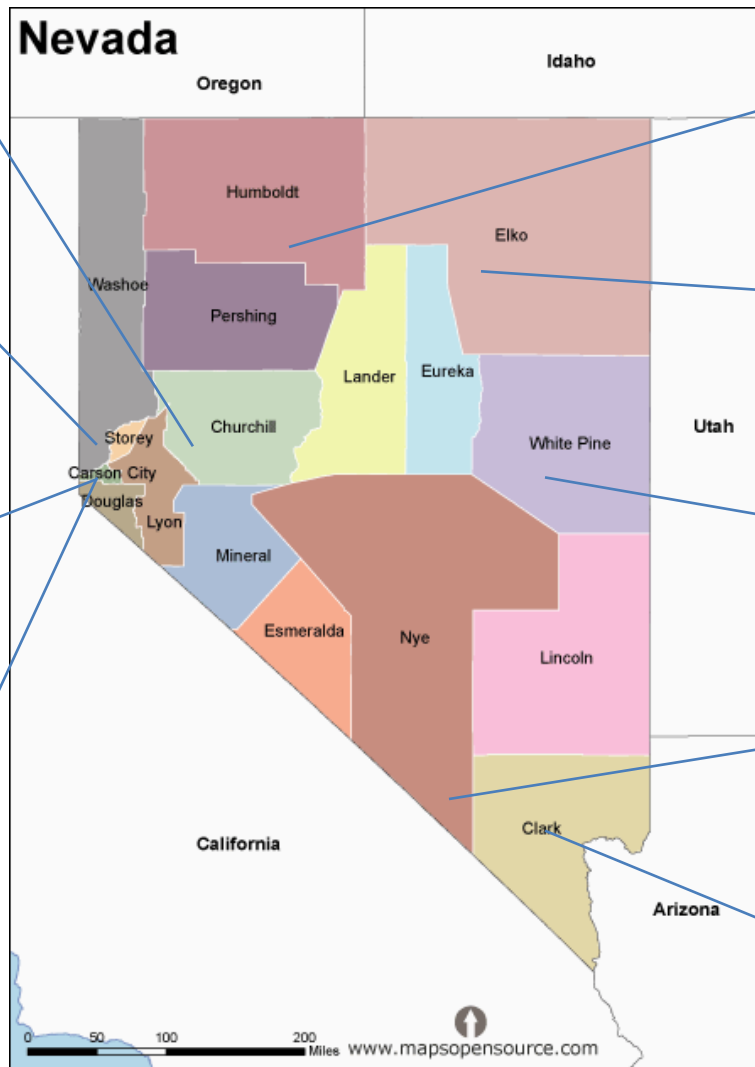 Nevada
Idaho
Oregon
Humboldt
Elko
Washoe
Pershing
Lander
Eureka
Churchill
Utah
Storey
White Pine
Carson City
Douglas
Lyon
Mineral
Esmeralda
Nye
Lincoln
Clark
California
Arizona
0 50 100 200
Miles
www.mapsopensource.com